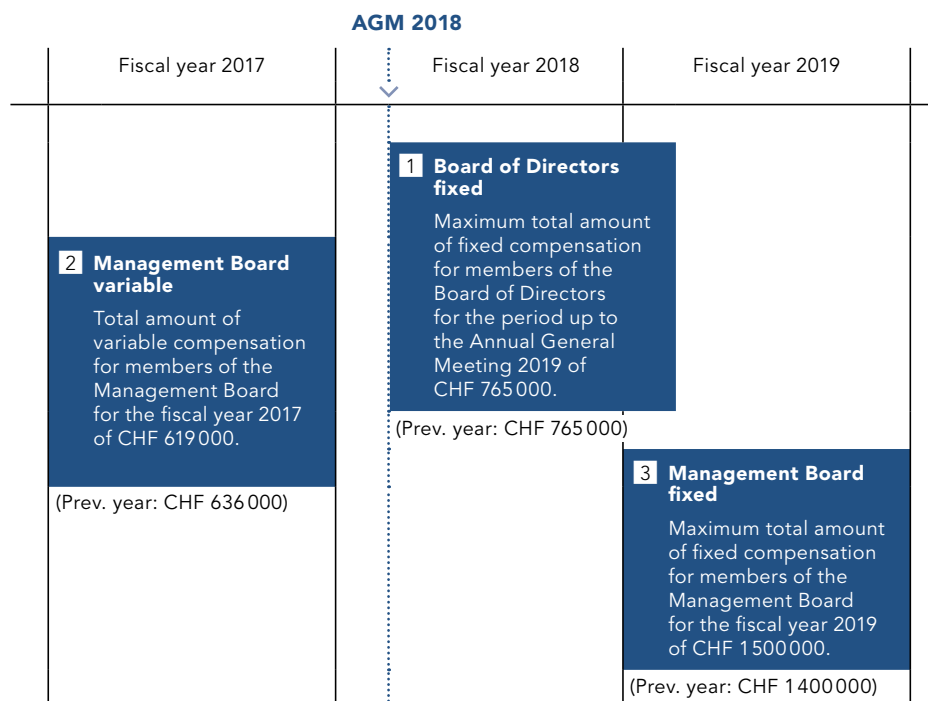 AGM 2018
Fiscal year 2017
Fiscal year 2018
Fiscal year 2019
1 Board of Directors
fixed
Maximum total amount
of fixed compensation
for members of the
Board of Directors
for the period up to
the Annual General
Meeting 2019 of
CHF 765 000.
(Prev. year: CHF 765 000)
2 Management Board
variable
Total amount of
variable compensation
for members of the
Management Board
for the fiscal year 2017
of CHF 619 000.
(Prev. year: CHF 636 000)
3 Management Board
fixed
Maximum total amount
of fixed compensation
for members of the
Management Board
for the fiscal year 2019
of CHF 1 500 000.
(Prev. year: CHF 1 400 000)